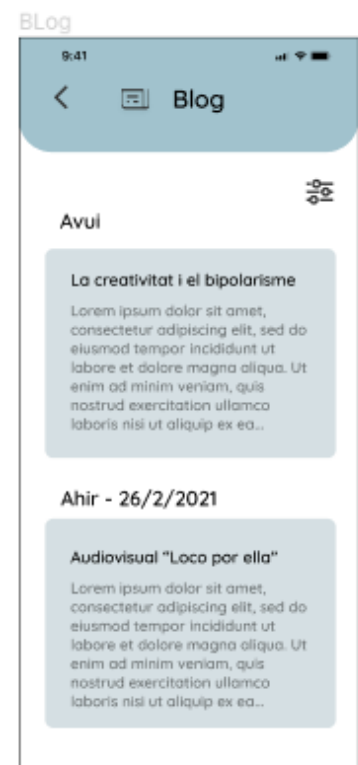 BLog
9:41
Blog
Avui
La creativitat i el bipolarisme
Lorem ipsum dolor sit amet,
consectetur adipiscing elit, sed do
eiusmod tempor incididunt ut
labore et dolore magna aliqua. Ut
enim ad minim veniam, quis
nostrud exercitation ullamco
laboris nisi ut aliquip ex ea...
Ahir - 26/2/2021
Audiovisual "Loco por ella"
Lorem ipsum dolor sit amet,
consectetur adipiscing elit, sed do
eiusmod tempor incididunt ut
labore et dolore magna aliqua. Ut
enim ad minim veniam, quis
nostrud exercitation ullamco
laboris nisi ut aliquip ex ea...